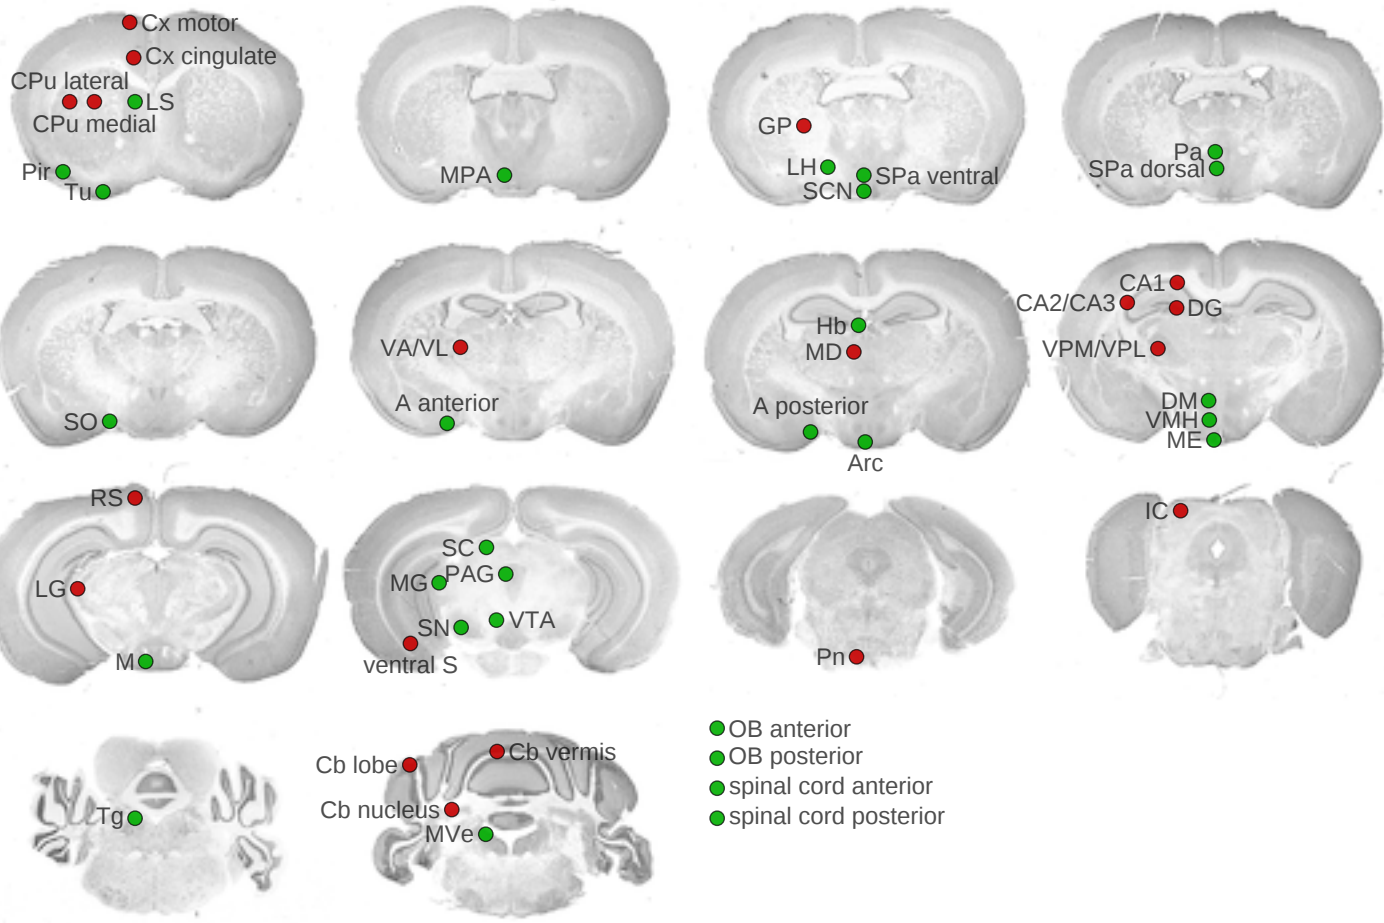 Cx motor
Cx cingulate
CPu lateral
LS
CPu medial
Pir
Tu
MPA
GP
LH
SPa ventral
SCN
Pa
SPa dorsal
SO
VA/VL
A anterior
Hb
MD
A posterior
Arc
CA1
CA2/CA3
DG
VPM/VPL
DM
VMH
ME
RS
LG
M
SC
MG
PAG
SN
VTA
ventral S
Pn
IC
Tg
Cb lobe
Cb vermis
Cb nucleus
MVe
OB anterior
OB posterior
spinal cord anterior
spinal cord posterior